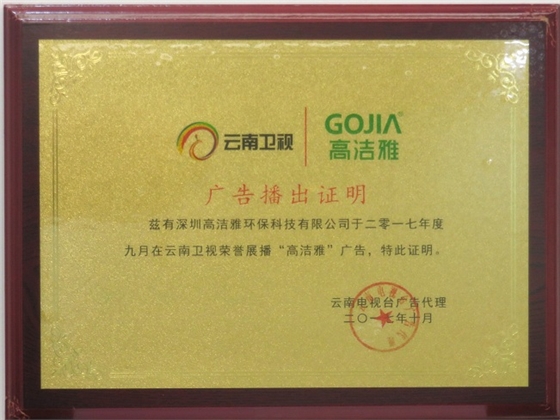 云南卫视
GOJIA®
高洁雅
广告播出证明
兹有深圳高洁雅环保科技有限公司于二零一七年度
九月在云南卫视荣誉展播“高洁雅”广告，特此证明。
云南电视台广告代理
二〇一七年十月